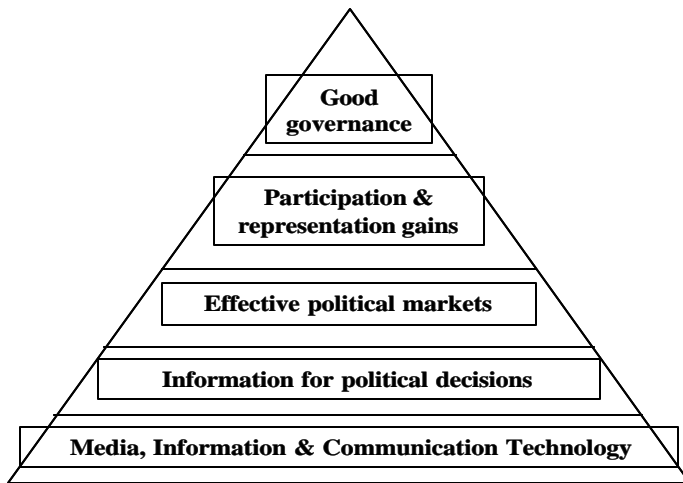 Good
governance
Participation &
representation gains
Effective political markets
Information for political decisions
Media, Information & Communication Technology